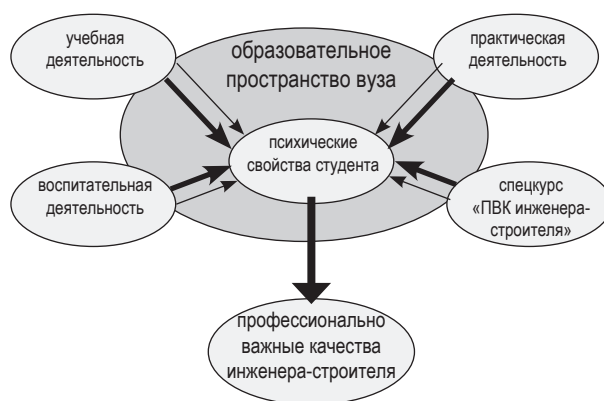 учебная
деятельность
образовательное
пространство вуза
практическая
деятельность
психические
свойства студента
воспитательная
деятельность
спецкурс
«ПВК инженера-
строителя»
профессионально
важные качества
инженера-строителя